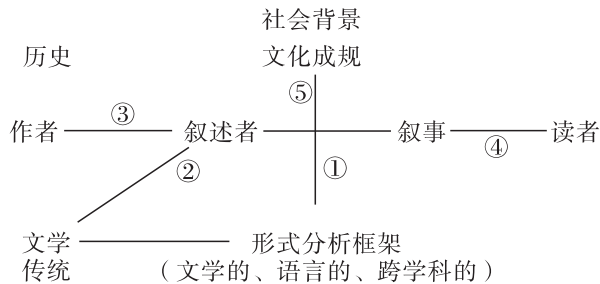 社会背景
历史 文化成规
⑤
③
作者 叙述者 叙事 读者
④
② ①
文学 形式分析框架
传统 （文学的、语言的、跨学科的）